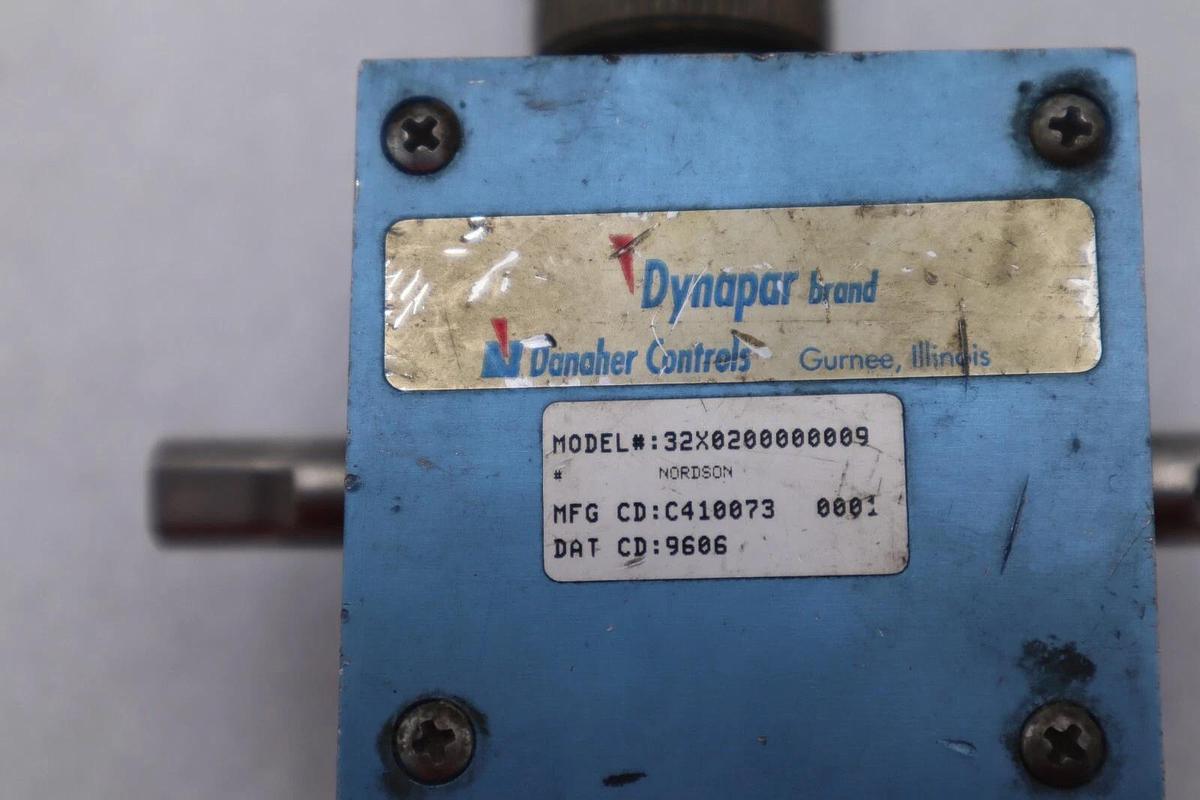 Dynapar brand
Danaher Controls Gurnee, Illinois
MODEL#:32X0200000009
# NORDSON
MFG CD:C410073 0001
DAT CD:9606